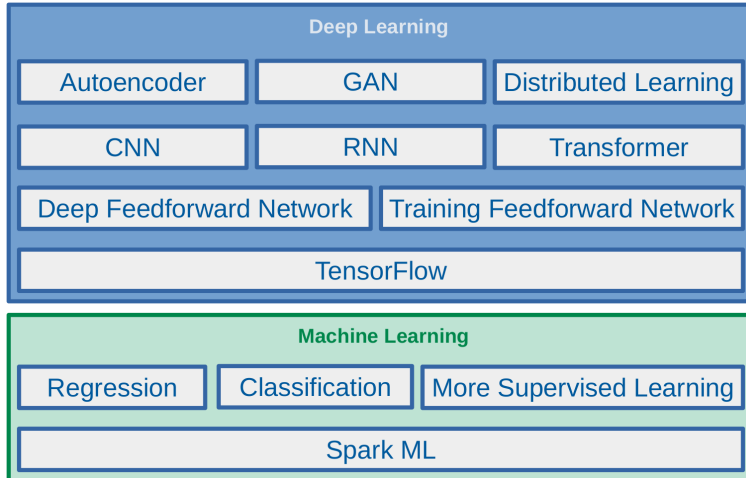 Deep Learning
Autoencoder GAN Distributed Learning
CNN RNN Transformer
Deep Feedforward Network Training Feedforward Network
TensorFlow
Machine Learning
Regression Classification More Supervised Learning
Spark ML